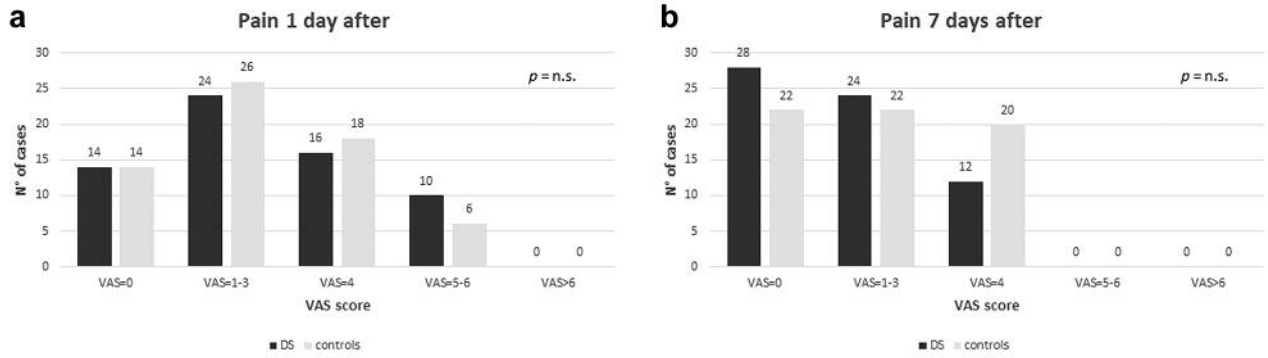 a
Pain 1 day after
30
25
20
15
10
5
0
N° of cases
14 14
24 26
16 18
10 6
0 0
p = n.s.
VAS=0 VAS=1-3 VAS=4 VAS=5-6 VAS>6
VAS score
DS controls
b
Pain 7 days after
30
25
20
15
10
5
0
N° of cases
28 22
24 22
12 20
0 0
0 0
p = n.s.
VAS=0 VAS=1-3 VAS=4 VAS=5-6 VAS>6
VAS score
DS controls